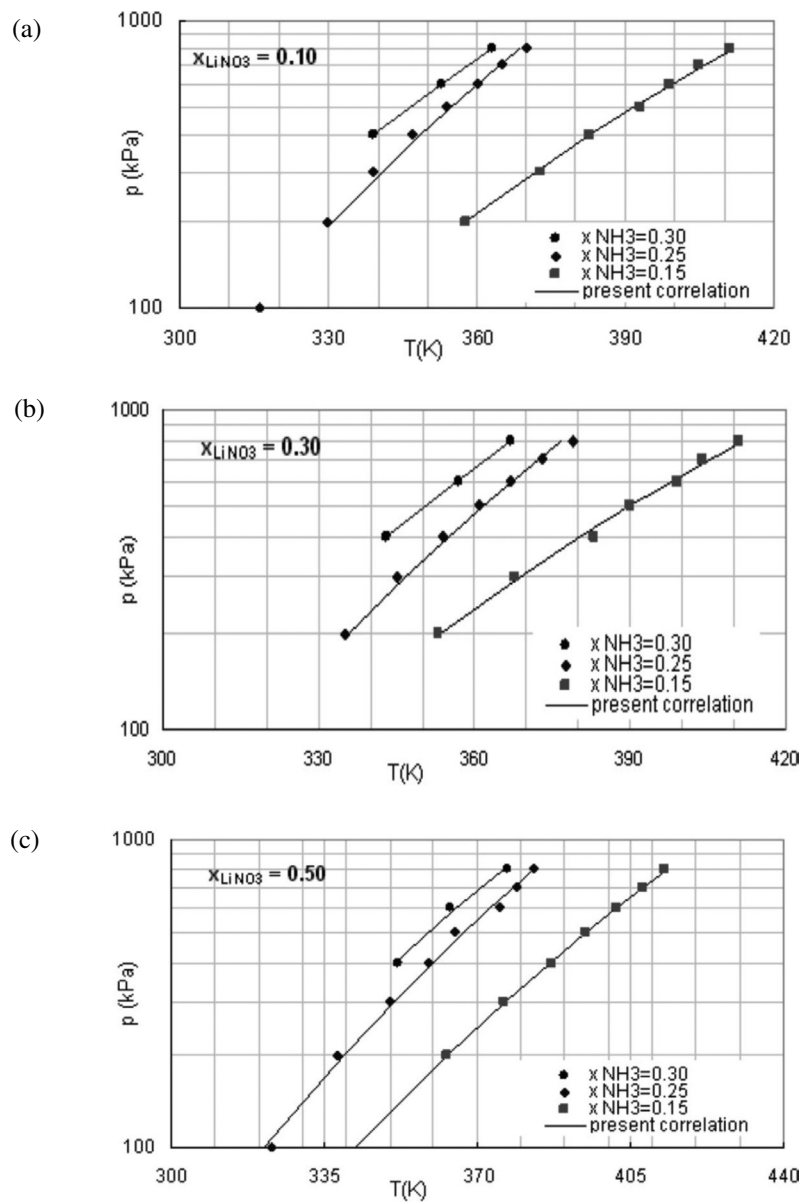 (a)
1000
xLiNO3 = 0.10
p (kPa)
x NH3=0.30
x NH3=0.25
x NH3=0.15
present correlation
100
300
330
360
390
420
T(K)
(b)
1000
xLiNO3 = 0.30
p (kPa)
x NH3=0.30
x NH3=0.25
x NH3=0.15
present correlation
100
300
330
360
390
420
T(K)
(c)
1000
xLiNO3 = 0.50
p (kPa)
x NH3=0.30
x NH3=0.25
x NH3=0.15
present correlation
100
300
335
370
405
440
T(K)